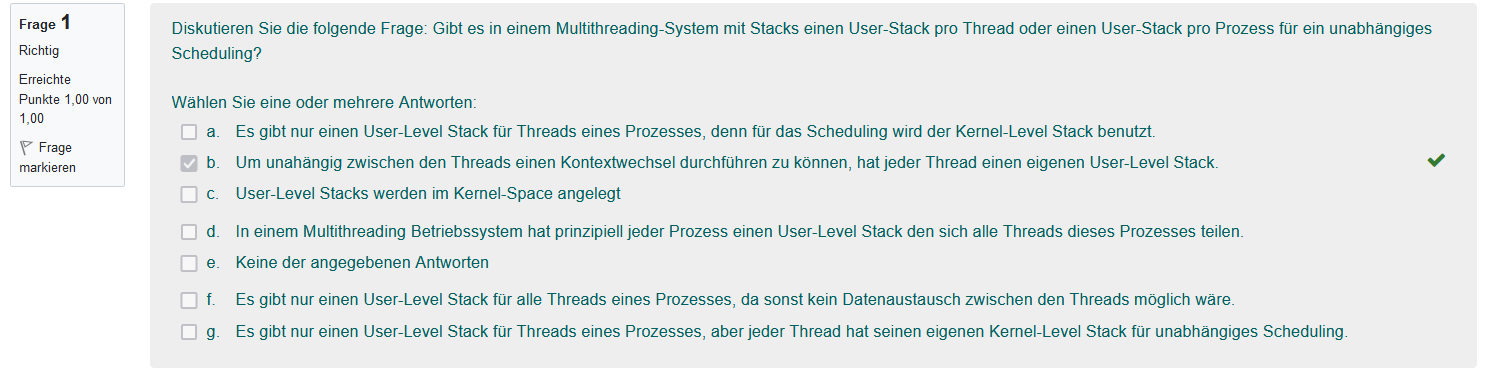 Frage 1
Richtig
Erreichte
Punkte 1,00 von
1,00
Frage
markieren
Diskutieren Sie die folgende Frage: Gibt es in einem Multithreading-System mit Stacks einen User-Stack pro Thread oder einen User-Stack pro Prozess für ein unabhängiges
Scheduling?
Wählen Sie eine oder mehrere Antworten:
a. Es gibt nur einen User-Level Stack für Threads eines Prozesses, denn für das Scheduling wird der Kernel-Level Stack benutzt.
b. Um unahängig zwischen den Threads einen Kontextwechsel durchführen zu können, hat jeder Thread einen eigenen User-Level Stack.
c. User-Level Stacks werden im Kernel-Space angelegt
d. In einem Multithreading Betriebssystem hat prinzipiell jeder Prozess einen User-Level Stack den sich alle Threads dieses Prozesses teilen.
e. Keine der angegebenen Antworten
f. Es gibt nur einen User-Level Stack für alle Threads eines Prozesses, da sonst kein Datenaustausch zwischen den Threads möglich wäre.
g. Es gibt nur einen User-Level Stack für Threads eines Prozesses, aber jeder Thread hat seinen eigenen Kernel-Level Stack für unabhängiges Scheduling.